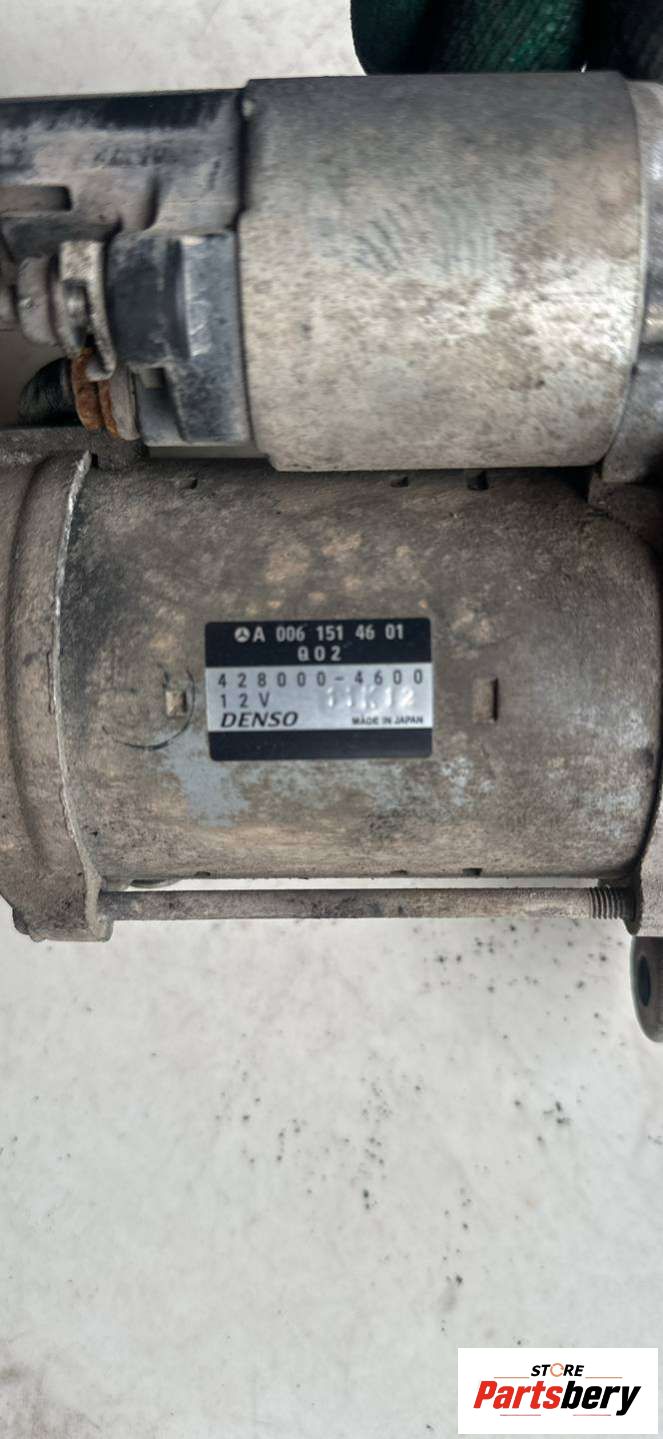 A 006 151 46 01
Q02
428000-4600
12V
DENSO MADE IN JAPAN
STORE
Partsbery